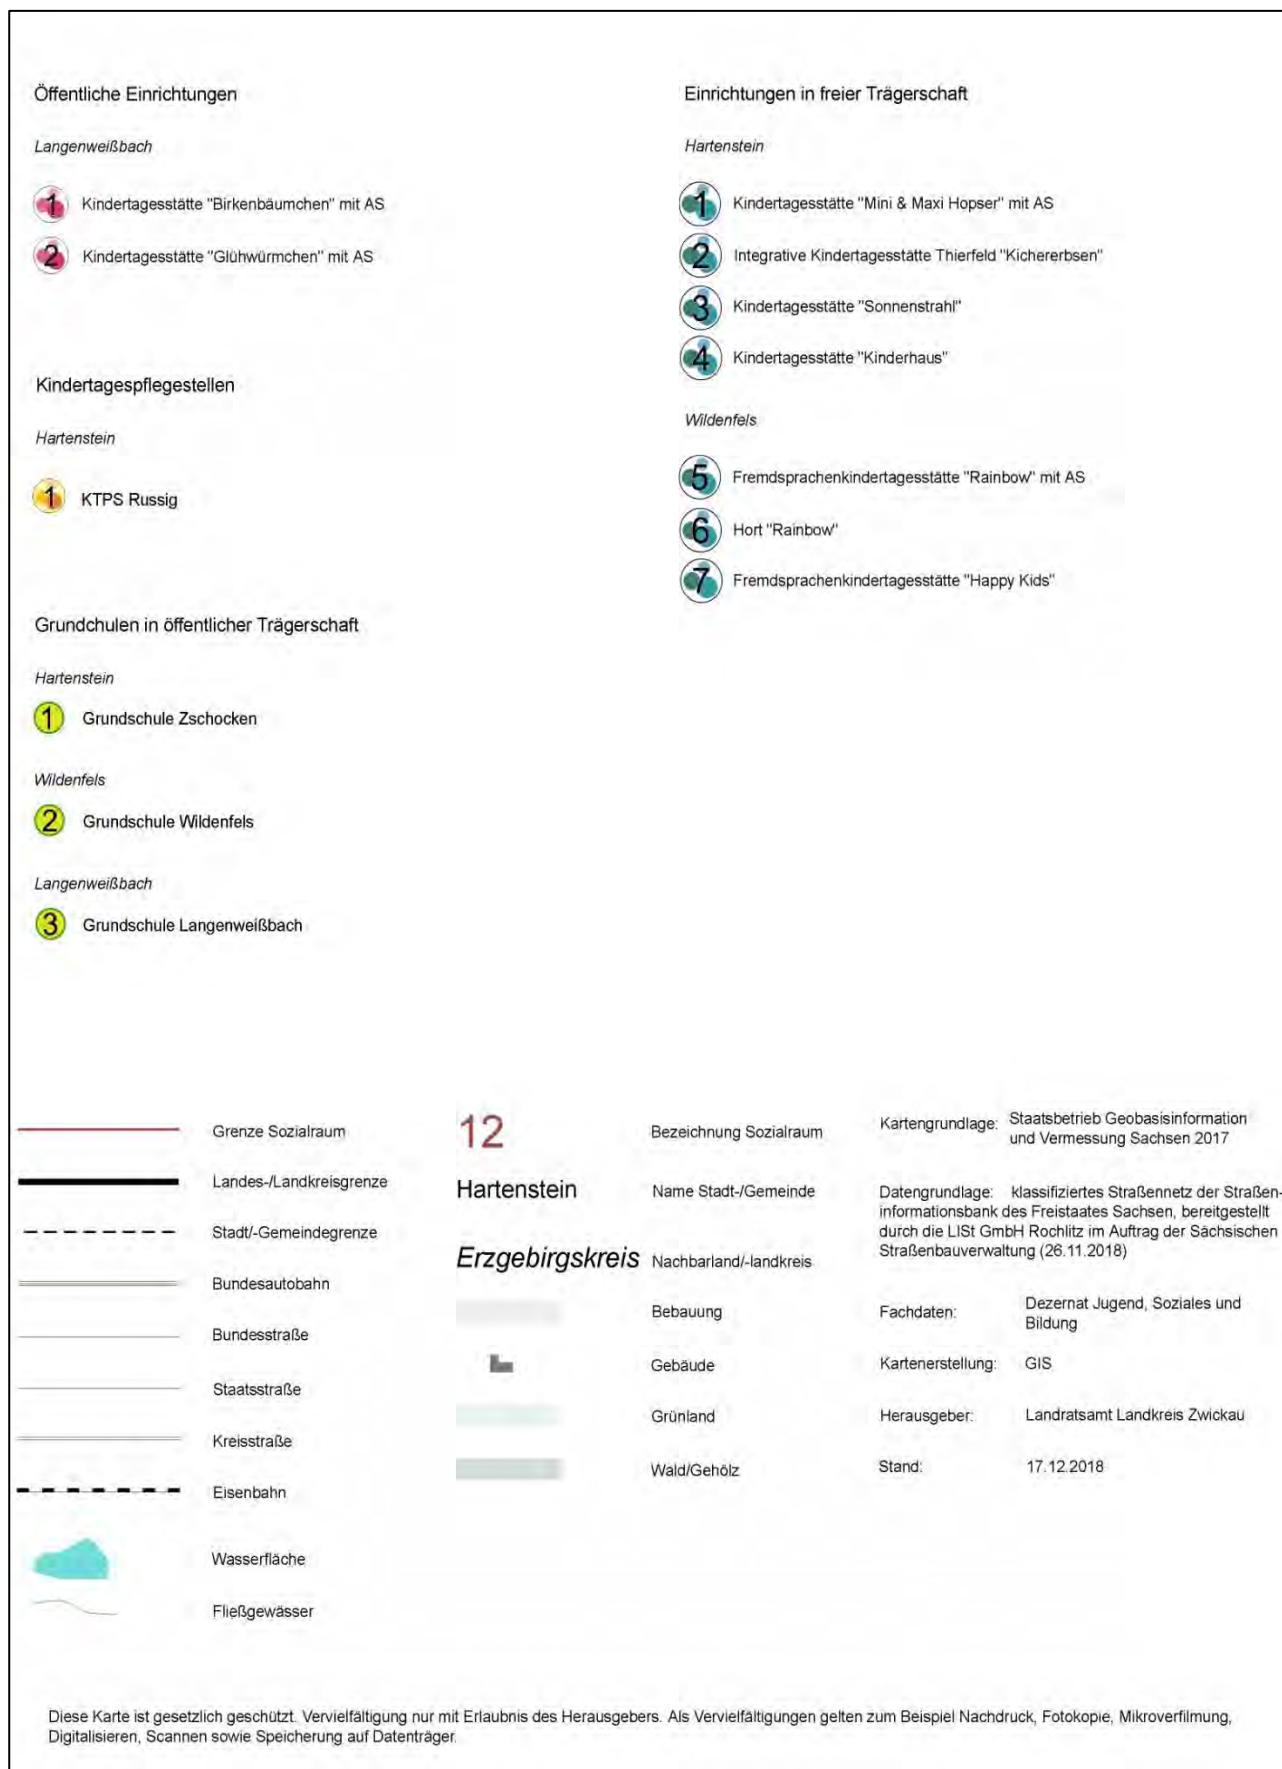 Öffentliche Einrichtungen
Langenweißbach
1 Kindertagesstätte "Birkenbäumchen" mit AS
2 Kindertagesstätte "Glühwürmchen" mit AS
Kindertagespflegestellen
Hartenstein
1 KTPS Russig
Grundchulen in öffentlicher Trägerschaft
Hartenstein
1 Grundschule Zschocken
Wildenfels
2 Grundschule Wildenfels
Langenweißbach
3 Grundschule Langenweißbach
Einrichtungen in freier Trägerschaft
Hartenstein
1 Kindertagesstätte "Mini & Maxi Hopser" mit AS
2 Integrative Kindertagesstätte Thierfeld "Kichererbsen"
3 Kindertagesstätte "Sonnenstrahl"
4 Kindertagesstätte "Kinderhaus"
Wildenfels
5 Fremdsprachenkindertagesstätte "Rainbow" mit AS
6 Hort "Rainbow"
7 Fremdsprachenkindertagesstätte "Happy Kids"
Grenze Sozialraum
Landes-/Landkreisgrenze
Stadt/-Gemeindegrenze
Bundesautobahn
Bundesstraße
Staatsstraße
Kreisstraße
Eisenbahn
Wasserfläche
Fließgewässer
12 Bezeichnung Sozialraum
Hartenstein Name Stadt-/Gemeinde
Erzgebirgskreis Nachbarland/-landkreis
Bebauung
Gebäude
Grünland
Wald/Gehölz
Kartengrundlage: Staatsbetrieb Geobasisinformation
und Vermessung Sachsen 2017
Datengrundlage: klassifiziertes Straßennetz der Straßen-
informationsbank des Freistaates Sachsen, bereitgestellt
durch die LISt GmbH Rochlitz im Auftrag der Sächsischen
Straßenbauverwaltung (26.11.2018)
Fachdaten: Dezernat Jugend, Soziales und
Bildung
Kartenerstellung: GIS
Herausgeber: Landratsamt Landkreis Zwickau
Stand: 17.12.2018
Diese Karte ist gesetzlich geschützt. Vervielfältigung nur mit Erlaubnis des Herausgebers. Als Vervielfältigungen gelten zum Beispiel Nachdruck, Fotokopie, Mikroverfilmung,
Digitalisieren, Scannen sowie Speicherung auf Datenträger.